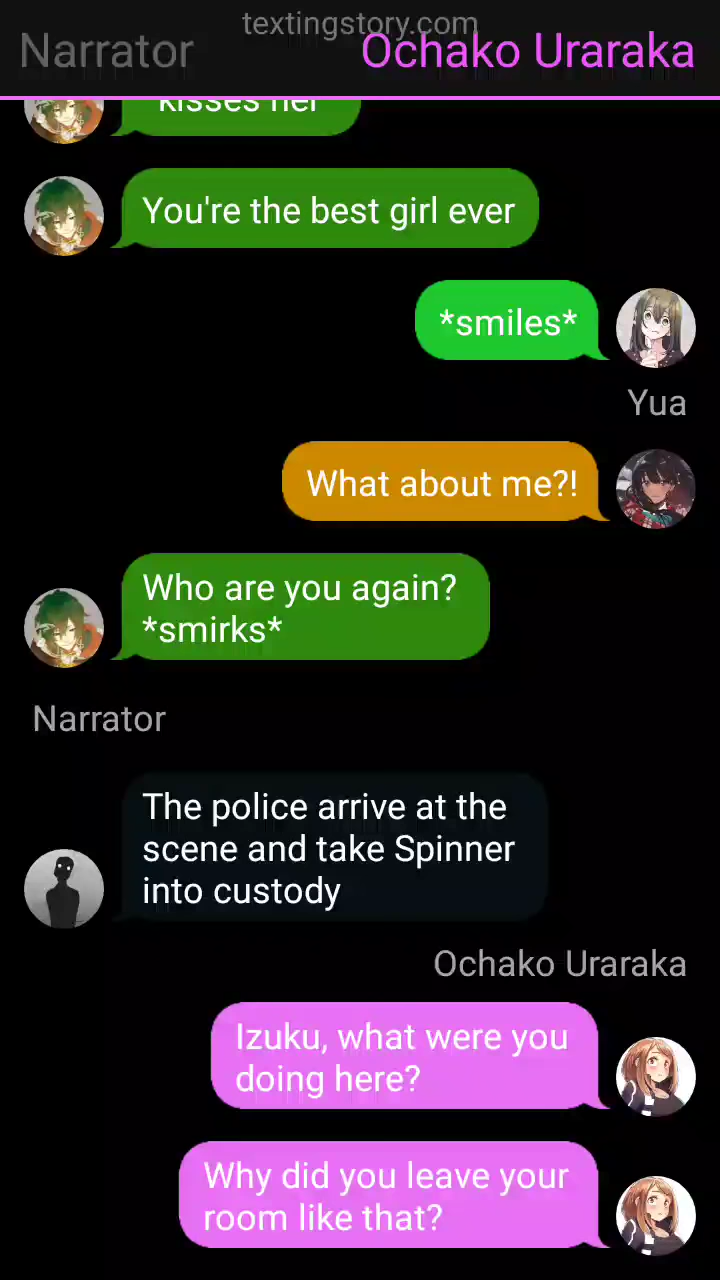 textingstory.com
Narrator
Ochako Uraraka
kisses her
You're the best girl ever
*smiles*
Yua
What about me?!
Who are you again?
*smirks*
Narrator
The police arrive at the
scene and take Spinner
into custody
Ochako Uraraka
Izuku, what were you
doing here?
Why did you leave your
room like that?